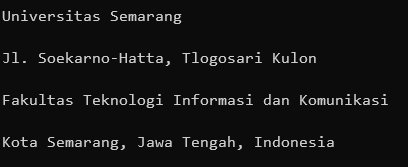 Universitas Semarang
Jl. Soekarno-Hatta, Tlogosari Kulon
Fakultas Teknologi Informasi dan Komunikasi
Kota Semarang, Jawa Tengah, Indonesia